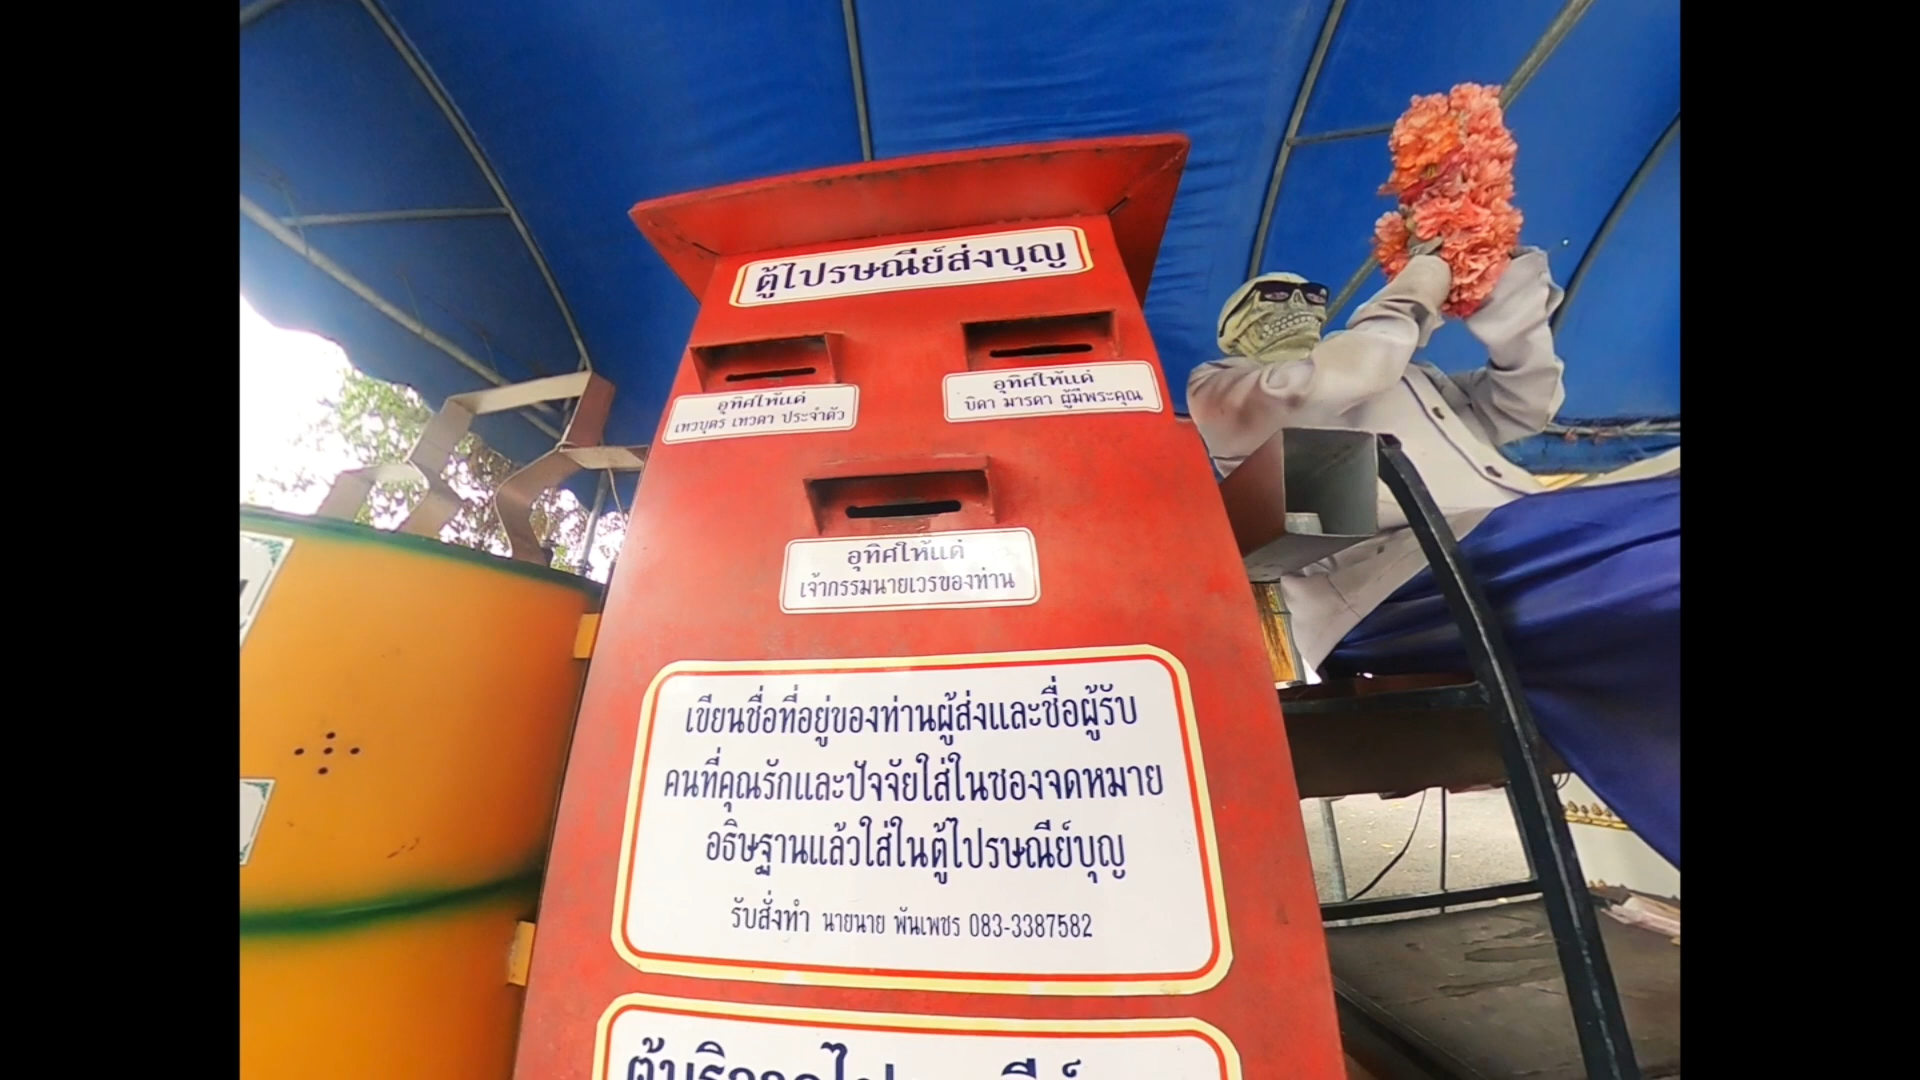 ตู้ไปรษณีย์ส่งบุญ
อุทิศให้แด่
เทวบุตร เทวดา ประจำตัว
อุทิศให้แด่
บิดา มารดา ผู้มีพระคุณ
อุทิศให้แด่
เจ้ากรรมนายเวรของท่าน
เขียนชื่อที่อยู่ของท่านผู้ส่งและชื่อผู้รับ
คนที่คุณรักและปัจจัยใส่ในซองจดหมาย
อธิษฐานแล้วใส่ในตู้ไปรษณีย์บุญ
รับสั่งทำ นายนาย พันเพชร 083-3387582